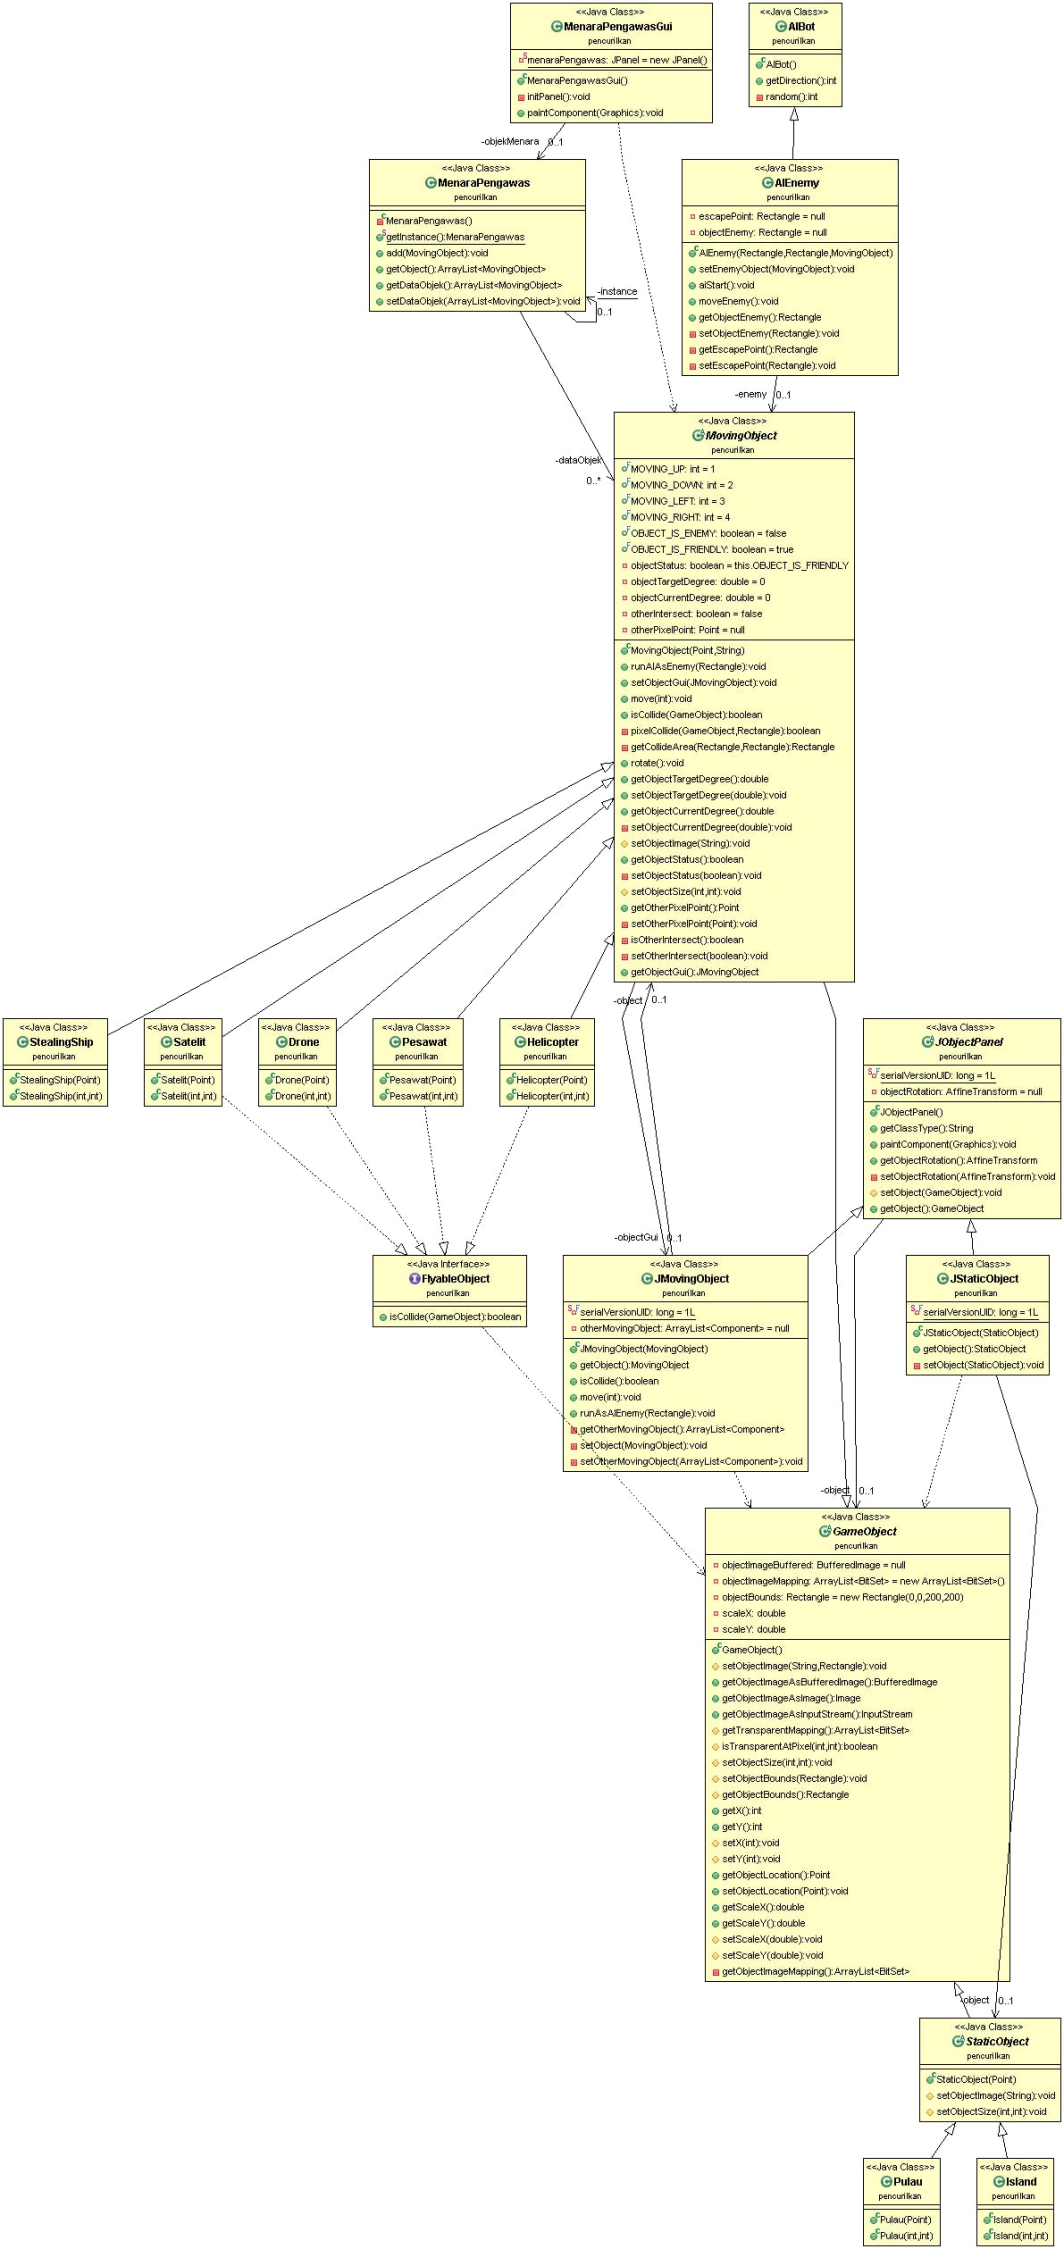 <<Java Class>>
MenaraPengawasGui
pencurilkan
menaraPengawas: JPanel = new JPanel()
MenaraPengawasGui()
initPanel():void
paintComponent(Graphics):void
<<Java Class>>
AIBot
pencurilkan
AIBot()
getDirection():int
random():int
-objekMenara
0..1
<<Java Class>>
MenaraPengawas
pencurilkan
MenaraPengawas()
getInstance():MenaraPengawas
add(MovingObject):void
getObject():ArrayList<MovingObject>
getDataObjek():ArrayList<MovingObject>
setDataObjek(ArrayList<MovingObject>):void
-instance
0..1
<<Java Class>>
AIEnemy
pencurilkan
escapePoint: Rectangle = null
objectEnemy: Rectangle = null
AIEnemy(Rectangle,Rectangle,MovingObject)
setEnemyObject(MovingObject):void
aiStart():void
moveEnemy():void
getObjectEnemy():Rectangle
setObjectEnemy(Rectangle):void
getEscapePoint():Rectangle
setEscapePoint(Rectangle):void
-enemy
0..1
-dataObjek
0..*
<<Java Class>>
MovingObject
pencurilkan
MOVING_UP: int = 1
MOVING_DOWN: int = 2
MOVING_LEFT: int = 3
MOVING_RIGHT: int = 4
OBJECT_IS_ENEMY: boolean = false
OBJECT_IS_FRIENDLY: boolean = true
objectStatus: boolean = this.OBJECT_IS_FRIENDLY
objectTargetDegree: double = 0
objectCurrentDegree: double = 0
otherIntersect: boolean = false
otherPixelPoint: Point = null
MovingObject(Point,String)
runAIAsEnemy(Rectangle):void
setObjectGui(JMovingObject):void
move(int):void
isCollide(GameObject):boolean
pixelCollide(GameObject,Rectangle):boolean
getCollideArea(Rectangle,Rectangle):Rectangle
rotate():void
getObjectTargetDegree():double
setObjectTargetDegree(double):void
getObjectCurrentDegree():double
setObjectCurrentDegree(double):void
setObjectImage(String):void
getObjectStatus():boolean
setObjectStatus(boolean):void
setObjectSize(int,int):void
getOtherPixelPoint():Point
setOtherPixelPoint(Point):void
isOtherIntersect():boolean
setOtherIntersect(boolean):void
getObjectGui():JMovingObject
-object
0..1
<<Java Class>>
StealingShip
pencurilkan
StealingShip(Point)
StealingShip(int,int)
<<Java Class>>
Satelit
pencurilkan
Satelit(Point)
Satelit(int,int)
<<Java Class>>
Drone
pencurilkan
Drone(Point)
Drone(int,int)
<<Java Class>>
Pesawat
pencurilkan
Pesawat(Point)
Pesawat(int,int)
<<Java Class>>
Helicopter
pencurilkan
Helicopter(Point)
Helicopter(int,int)
<<Java Class>>
JObjectPanel
pencurilkan
serialVersionUID: long = 1L
objectRotation: AffineTransform = null
JObjectPanel()
getClassType():String
paintComponent(Graphics):void
getObjectRotation():AffineTransform
setObjectRotation(AffineTransform):void
setObject(GameObject):void
getObject():GameObject
-objectGui
0..1
<<Java Interface>>
FlyableObject
pencurilkan
isCollide(GameObject):boolean
<<Java Class>>
JMovingObject
pencurilkan
serialVersionUID: long = 1L
otherMovingObject: ArrayList<Component> = null
JMovingObject(MovingObject)
getObject():MovingObject
isCollide():boolean
move(int):void
runAsAIEnemy(Rectangle):void
getOtherMovingObject():ArrayList<Component>
setObject(MovingObject):void
setOtherMovingObject(ArrayList<Component>):void
<<Java Class>>
JStaticObject
pencurilkan
serialVersionUID: long = 1L
JStaticObject(StaticObject)
getObject():StaticObject
setObject(StaticObject):void
-object
0..1
<<Java Class>>
GameObject
pencurilkan
objectImageBuffered: BufferedImage = null
objectImageMapping: ArrayList<BitSet> = new ArrayList<BitSet>()
objectBounds: Rectangle = new Rectangle(0,0,200,200)
scaleX: double
scaleY: double
GameObject()
setObjectImage(String,Rectangle):void
getObjectImageAsBufferedImage():BufferedImage
getObjectImageAsImage():Image
getObjectImageAsInputStream():InputStream
getTransparentMapping():ArrayList<BitSet>
isTransparentAtPixel(int,int):boolean
setObjectSize(int,int):void
setObjectBounds(Rectangle):void
getObjectBounds():Rectangle
getX():int
getY():int
setX(int):void
setY(int):void
getObjectLocation():Point
setObjectLocation(Point):void
getScaleX():double
getScaleY():double
setScaleX(double):void
setScaleY(double):void
getObjectImageMapping():ArrayList<BitSet>
-object
0..1
<<Java Class>>
StaticObject
pencurilkan
StaticObject(Point)
setObjectImage(String):void
setObjectSize(int,int):void
<<Java Class>>
Pulau
pencurilkan
Pulau(Point)
Pulau(int,int)
<<Java Class>>
Island
pencurilkan
Island(Point)
Island(int,int)